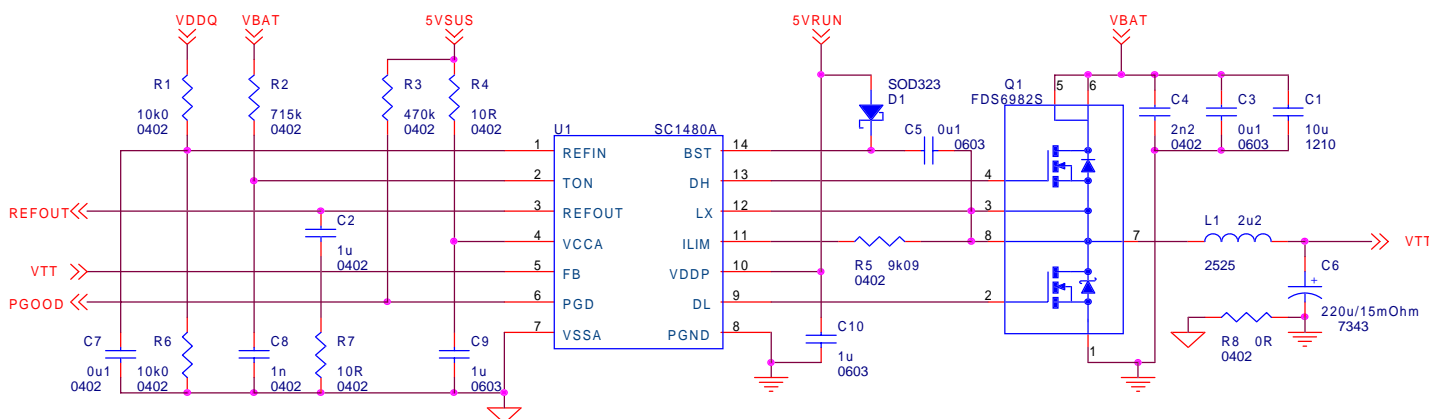 VDDQ
VBAT
5VSUS
5VRUN
VBAT
R1
10k0
0402
R2
715k
0402
R3
470k
0402
R4
10R
0402
SOD323
D1
C5
0u1
0603
Q1
FDS6982S
5
6
C4
2n2
0402
C3
0u1
0603
C1
10u
1210
U1
SC1480A
1
REFIN
BST
14
2
TON
DH
13
4
REFOUT
3
REFOUT
LX
12
3
C2
1u
0402
4
VCCA
ILIM
11
R5
9k09
0402
8
7
L1
2u2
2525
VTT
VTT
5
FB
VDDP
10
PGOOD
6
PGD
DL
9
2
C6
+
220u/15mOhm
7343
7
VSSA
PGND
8
C10
1u
0603
1
R8
0R
0402
C7
0u1
0402
R6
10k0
0402
C8
1n
0402
R7
10R
0402
C9
1u
0603